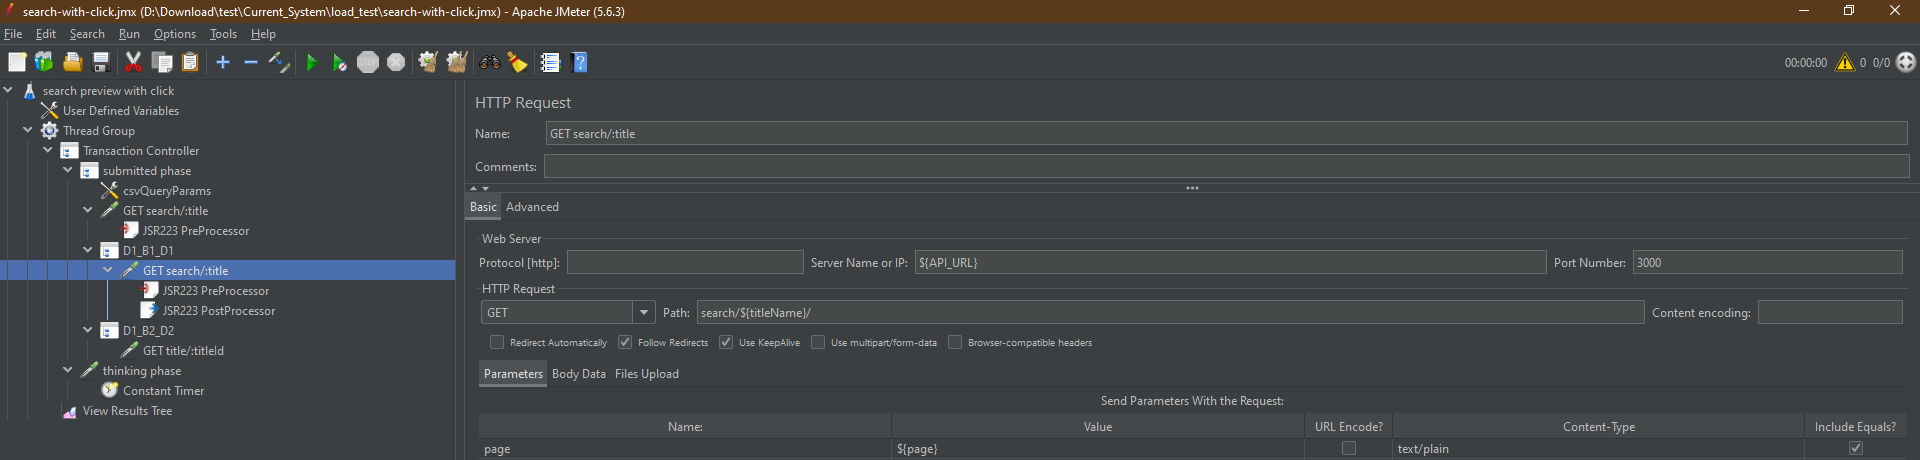 search-with-click.jmx (D:\Download\test\Current_System\load_test\search-with-click.jmx) - Apache JMeter (5.6.3)
File Edit Search Run Options Tools Help
STOP
00:00:00 0 0/0
search preview with click
User Defined Variables
Thread Group
Transaction Controller
submitted phase
csvQueryParams
GET search/:title
JSR223 PreProcessor
D1_B1_D1
GET search/:title
JSR223 PreProcessor
JSR223 PostProcessor
D1_B2_D2
GET title/:titleId
thinking phase
Constant Timer
View Results Tree
HTTP Request
Name: GET search/:title
Comments:
Basic Advanced
Web Server
Protocol [http]: Server Name or IP: ${API_URL} Port Number: 3000
HTTP Request
GET Path: search/${titleName}/ Content encoding:
Redirect Automatically Follow Redirects Use KeepAlive Use multipart/form-data Browser-compatible headers
Parameters Body Data Files Upload
Send Parameters With the Request:
Name: Value URL Encode? Content-Type Include Equals?
page ${page} text/plain